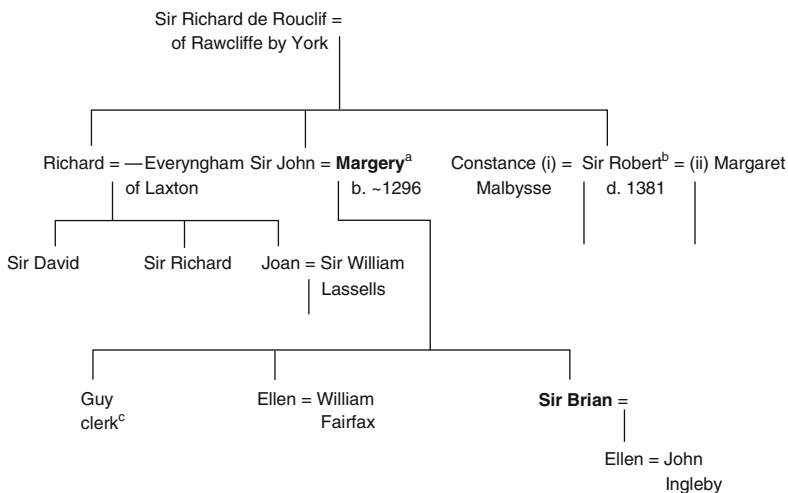 Sir Richard de Rouclif =
of Rawcliffe by York
Richard = — Everyngham
of Laxton
Sir John = Margery^a
b. ~1296
Constance (i) = Sir Robert^b = (ii) Margaret
Malbysse
d. 1381
Sir David
Sir Richard
Joan = Sir William
Lassells
Guy
clerk^c
Ellen = William
Fairfax
Sir Brian =
Ellen = John
Ingleby